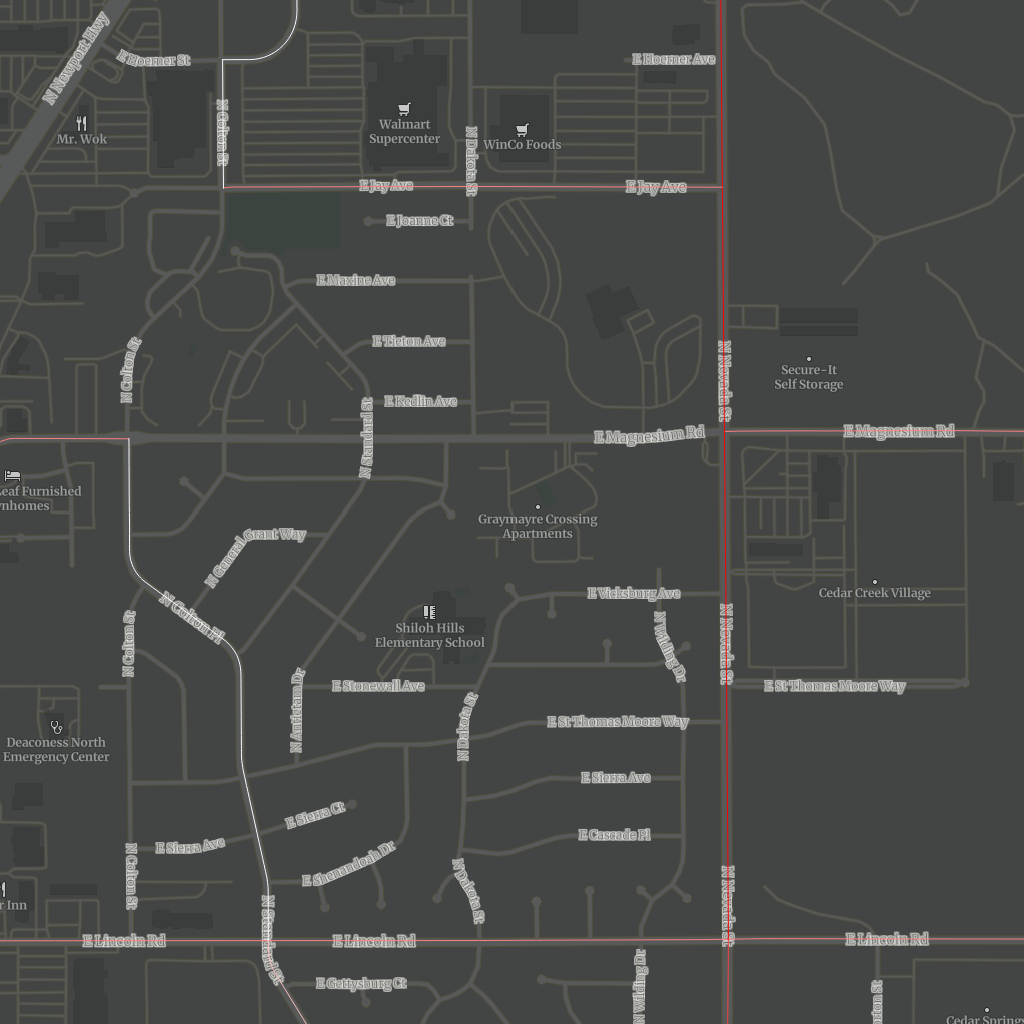 N Newport Hwy
E Hoerner St
E Hoerner Ave
N Colton St
Mr. Wok
Walmart
Supercenter
N Dakota St
WinCo Foods
E Jay Ave
E Jay Ave
E Joanne Ct
E Maxine Ave
E Tieton Ave
N Colton St
N Nevada St
Secure-It
Self Storage
E Kedlin Ave
N Standard St
E Magnesium Rd
E Magnesium Rd
Leaf Furnished
wnhomes
Graymayre Crossing
Apartments
N General Grant Way
E Vicksburg Ave
Cedar Creek Village
N Colton Pl
N Colton St
Shiloh Hills
Elementary School
N Wilding Dr
N Nevada St
N Antietam Dr
E Stonewall Ave
E St Thomas Moore Way
N Dakota St
E St Thomas Moore Way
Deaconess North
Emergency Center
E Sierra Ave
E Sierra Ct
E Sierra Ave
E Cascade Pl
N Colton St
E Shenandoah Dr
N Dakota St
N Nevada St
r Inn
N Standard St
E Lincoln Rd
E Lincoln Rd
E Lincoln Rd
E Gettysburg Ct
N Wilding Dr
orton St
Cedar Springs